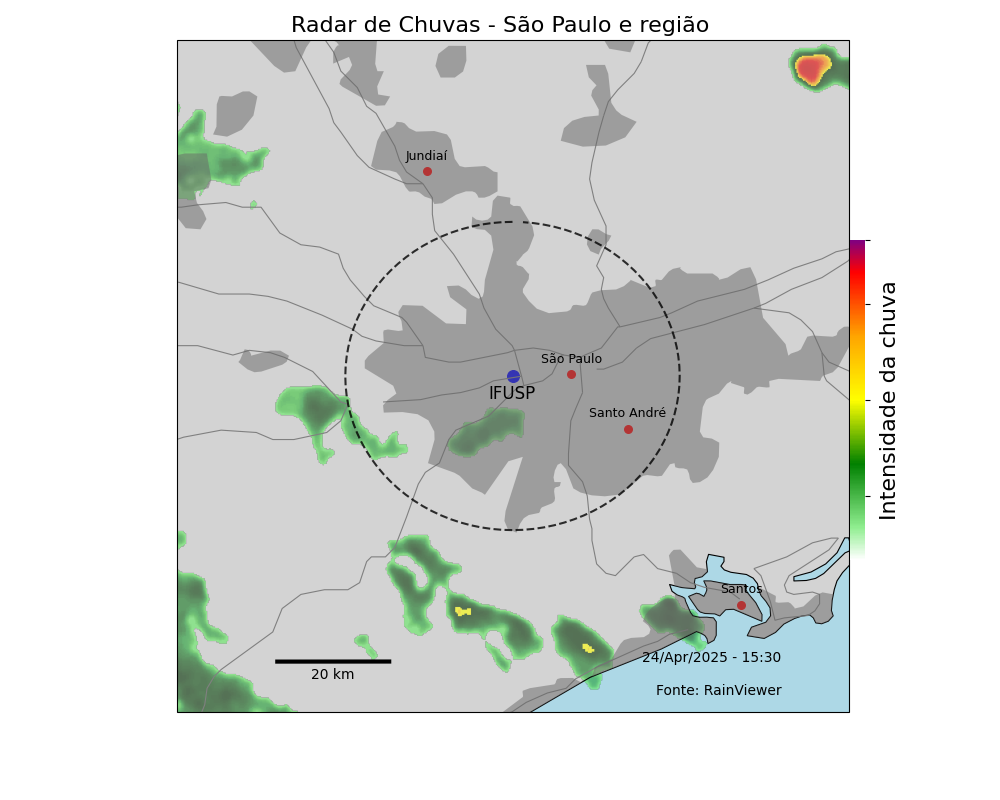 Radar de Chuvas - São Paulo e região
Jundiaí
São Paulo
IFUSP
Santo André
Santos
24/Apr/2025 - 15:30
20 km
Fonte: RainViewer
Intensidade da chuva